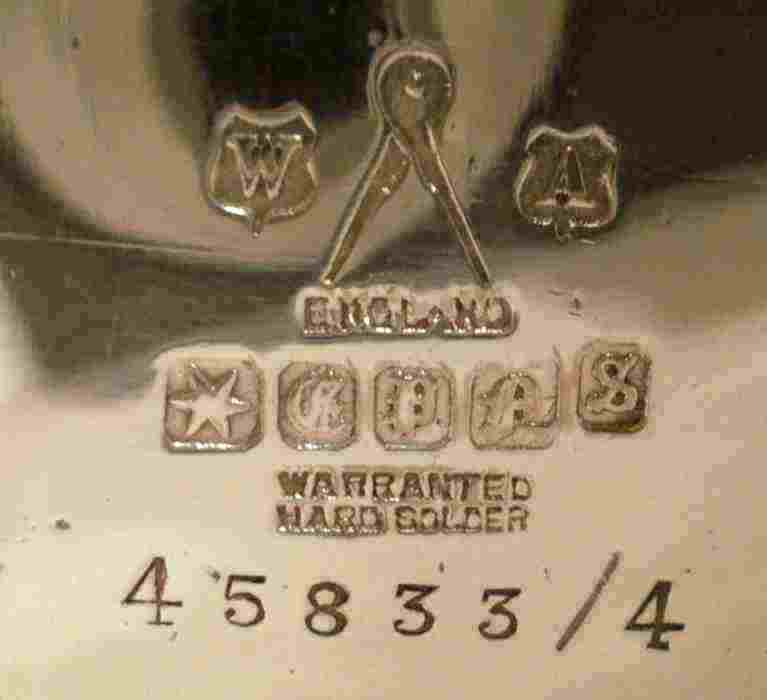 W A
ENGLAND
E P A S
WARRANTED
HARD SOLDER
45833/4